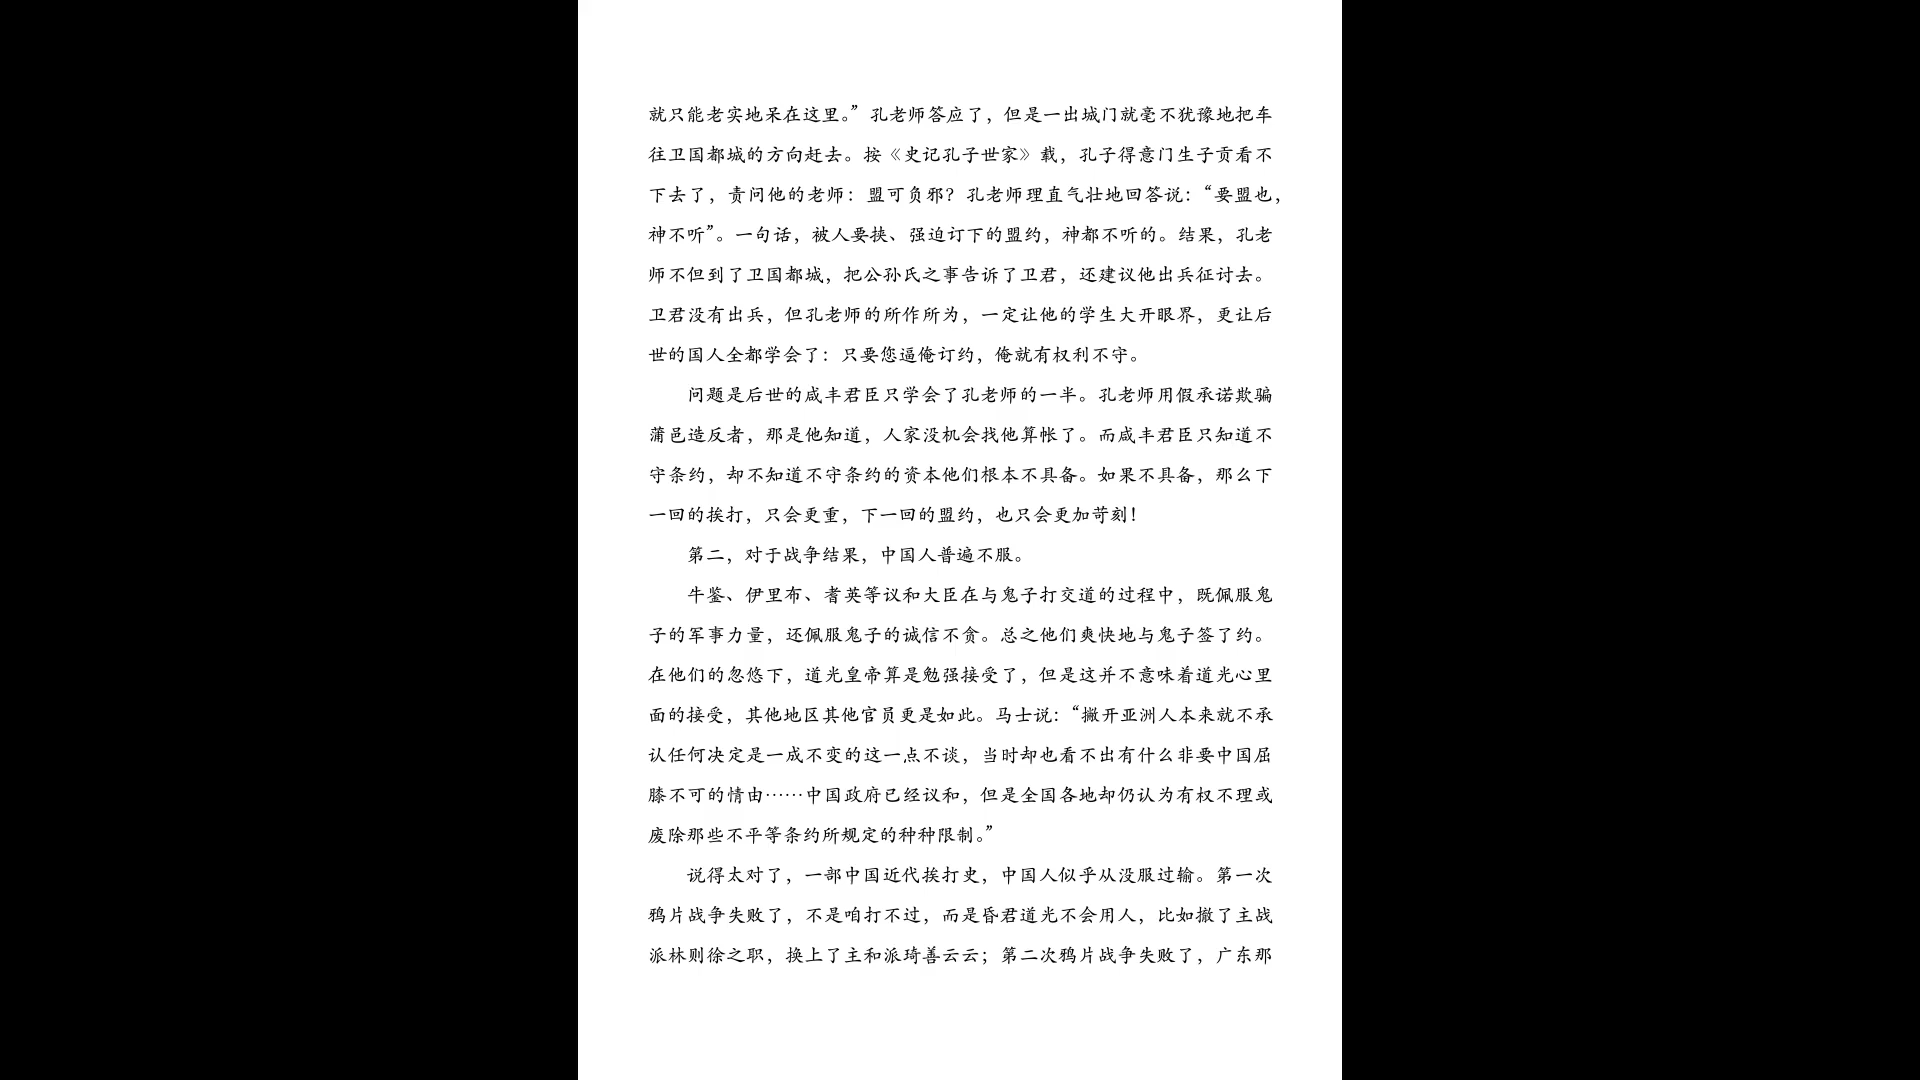 就只能老实地呆在这里。”孔老师答应了，但是一出城门就毫不犹豫地把车
往卫国都城的方向赶去。按《史记孔子世家》载，孔子得意门生子贡看不
下去了，责问他的老师：盟可负邪？孔老师理直气壮地回答说：“要盟也，
神不听”。一句话，被人要挟、强迫订下的盟约，神都不听的。结果，孔老
师不但到了卫国都城，把公孙氏之事告诉了卫君，还建议他出兵征讨去。
卫君没有出兵，但孔老师的所作所为，一定让他的学生大开眼界，更让后
世的国人全都学会了：只要您逼俺订约，俺就有权利不守。
问题是后世的咸丰君臣只学会了孔老师的一半。孔老师用假承诺欺骗
蒲邑造反者，那是他知道，人家没机会找他算帐了。而咸丰君臣只知道不
守条约，却不知道不守条约的资本他们根本不具备。如果不具备，那么下
一回的挨打，只会更重，下一回的盟约，也只会更加苛刻！
第二，对于战争结果，中国人普遍不服。
牛鉴、伊里布、耆英等议和大臣在与鬼子打交道的过程中，既佩服鬼
子的军事力量，还佩服鬼子的诚信不贪。总之他们爽快地与鬼子签了约。
在他们的忽悠下，道光皇帝算是勉强接受了，但是这并不意味着道光心里
面的接受，其他地区其他官员更是如此。马士说：“撇开亚洲人本来就不承
认任何决定是一成不变的这一点不谈，当时却也看不出有什么非要中国屈
膝不可的情由……中国政府已经议和，但是全国各地却仍认为有权不理或
废除那些不平等条约所规定的种种限制。”
说得太对了，一部中国近代挨打史，中国人似乎从没服过输。第一次
鸦片战争失败了，不是咱打不过，而是昏君道光不会用人，比如撤了主战
派林则徐之职，换上了主和派琦善云云；第二次鸦片战争失败了，广东那